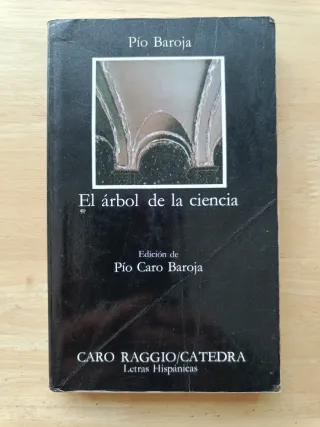 Pío Baroja
El árbol de la ciencia
Edición de
Pío Caro Baroja
CARO RAGGIO/CATEDRA
Letras Hispánicas